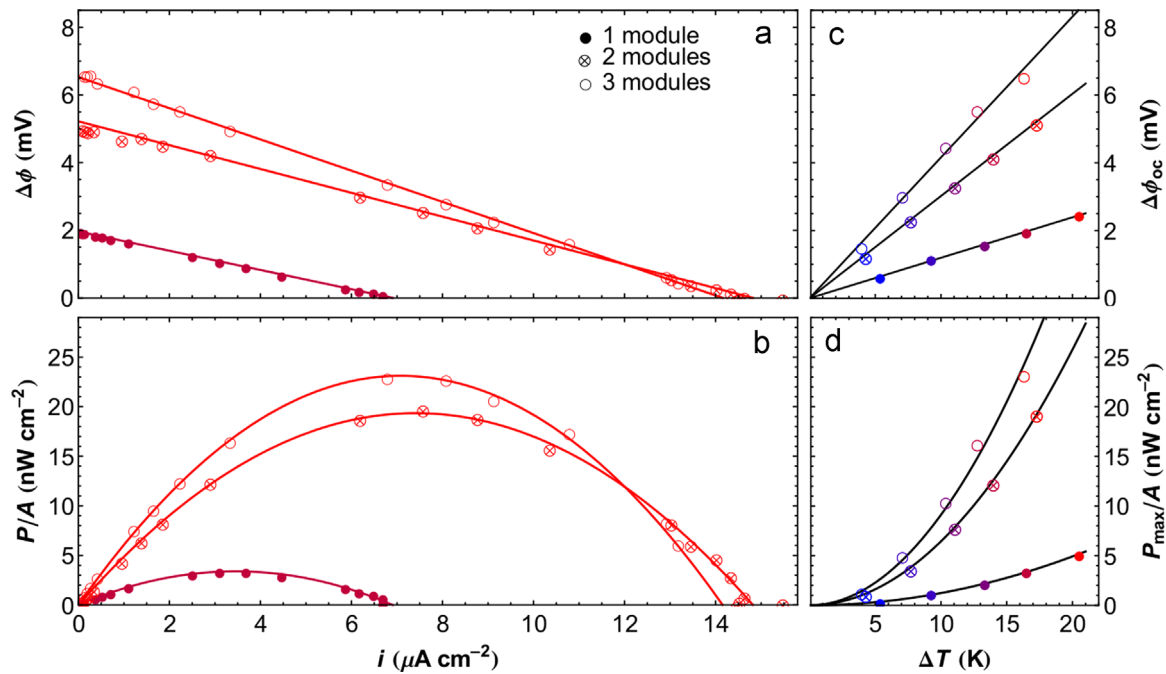 a
1 module
2 modules
3 modules
Δϕ (mV)
8
6
4
2
0
c
8
6
4
2
0
Δϕoc (mV)
b
P/A (nW cm⁻²)
25
20
15
10
5
0
0 2 4 6 8 10 12 14
i (μA cm⁻²)
d
25
20
15
10
5
0
Pmax/A (nW cm⁻²)
5 10 15 20
ΔT (K)